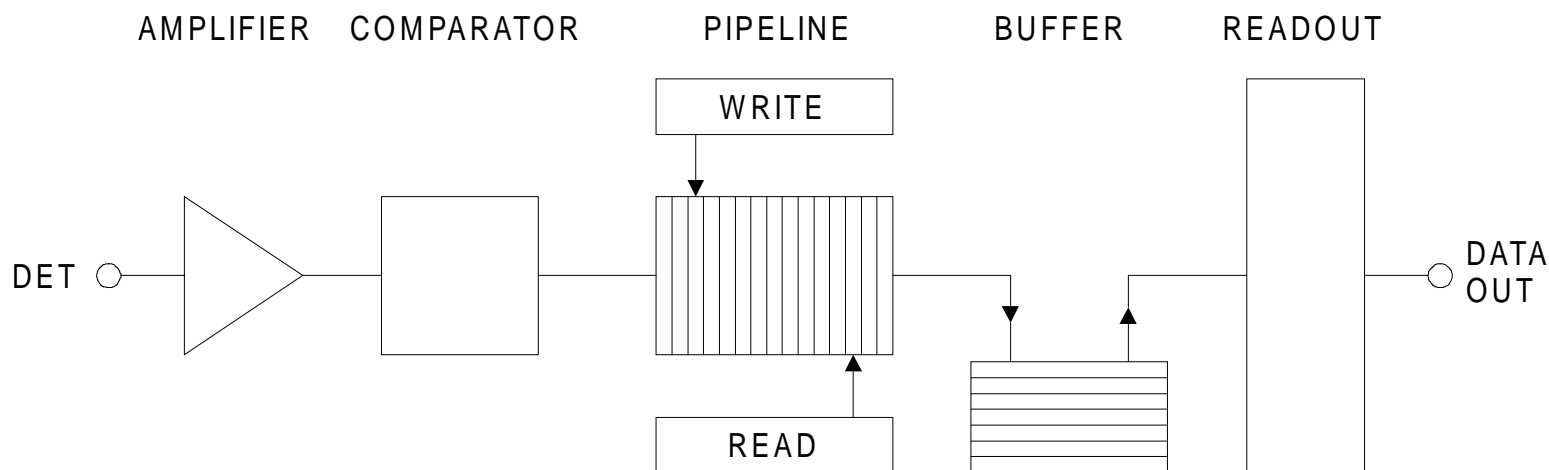 AMPLIFIER COMPARATOR PIPELINE BUFFER READOUT
WRITE
DET
DATA
OUT
READ